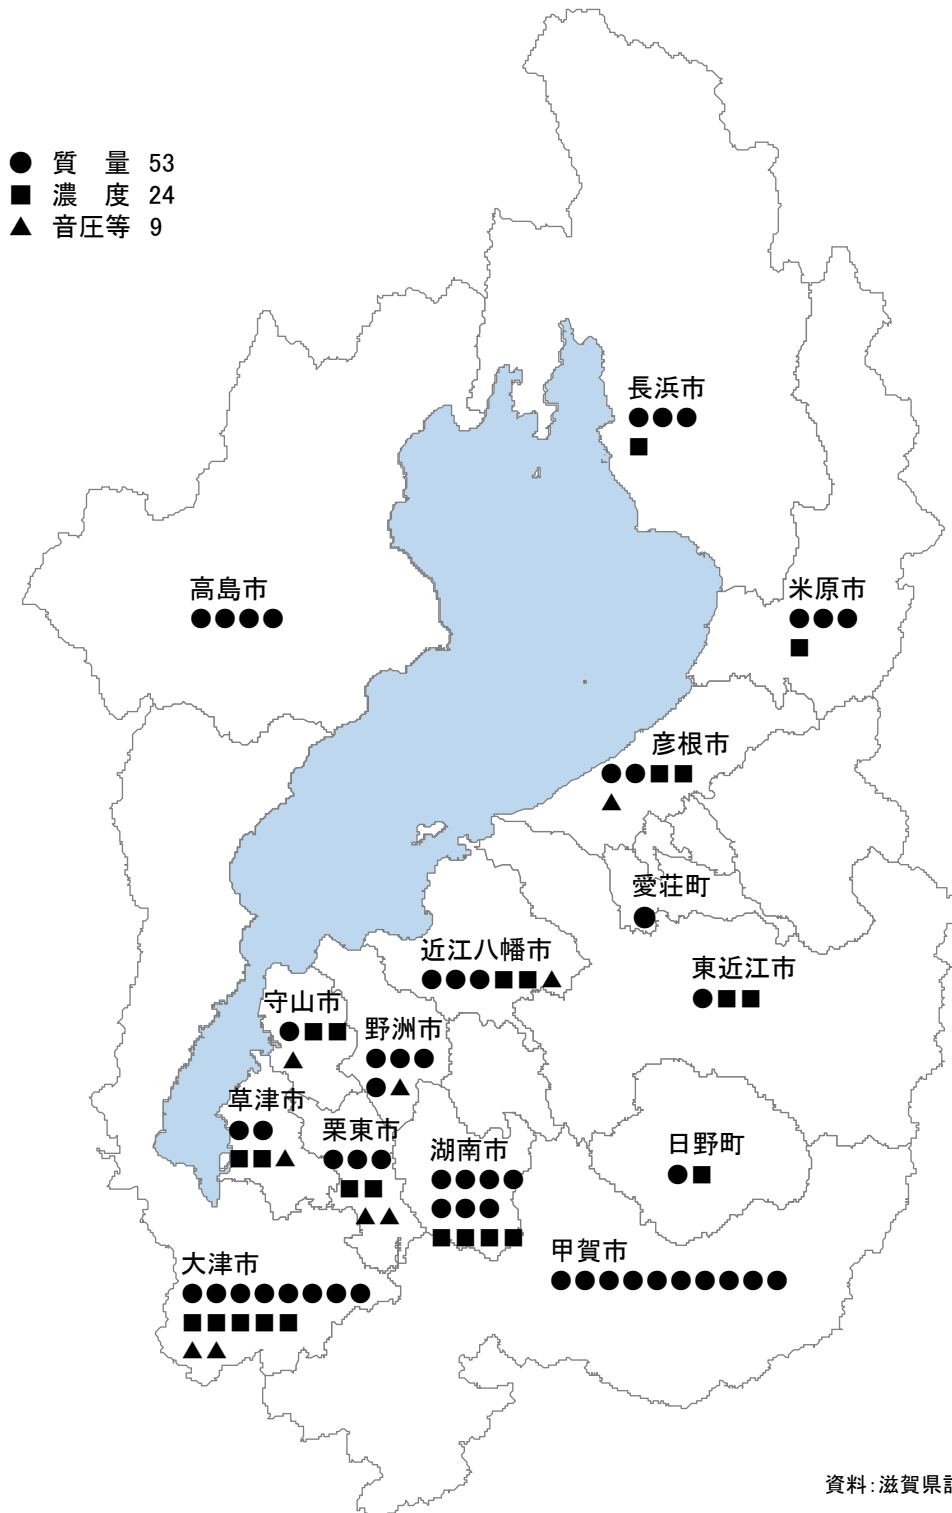 ● 質　量 53
■ 濃　度 24
▲ 音圧等 9
長浜市
高島市
米原市
彦根市
愛荘町
近江八幡市
東近江市
守山市
野洲市
草津市
栗東市
湖南市
日野町
大津市
甲賀市
資料:滋賀県